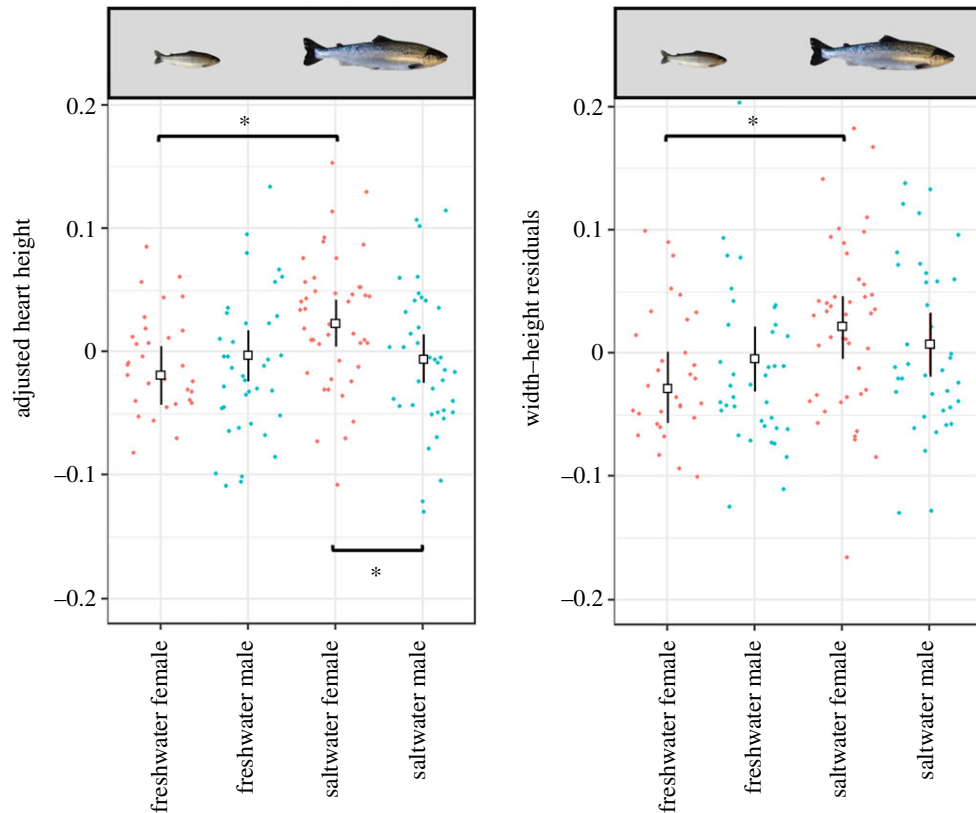 *
0.2
0.1
0
–0.1
–0.2
adjusted heart height
*
freshwater female
freshwater male
saltwater female
saltwater male
*
0.2
0.1
0
–0.1
–0.2
width–height residuals
freshwater female
freshwater male
saltwater female
saltwater male